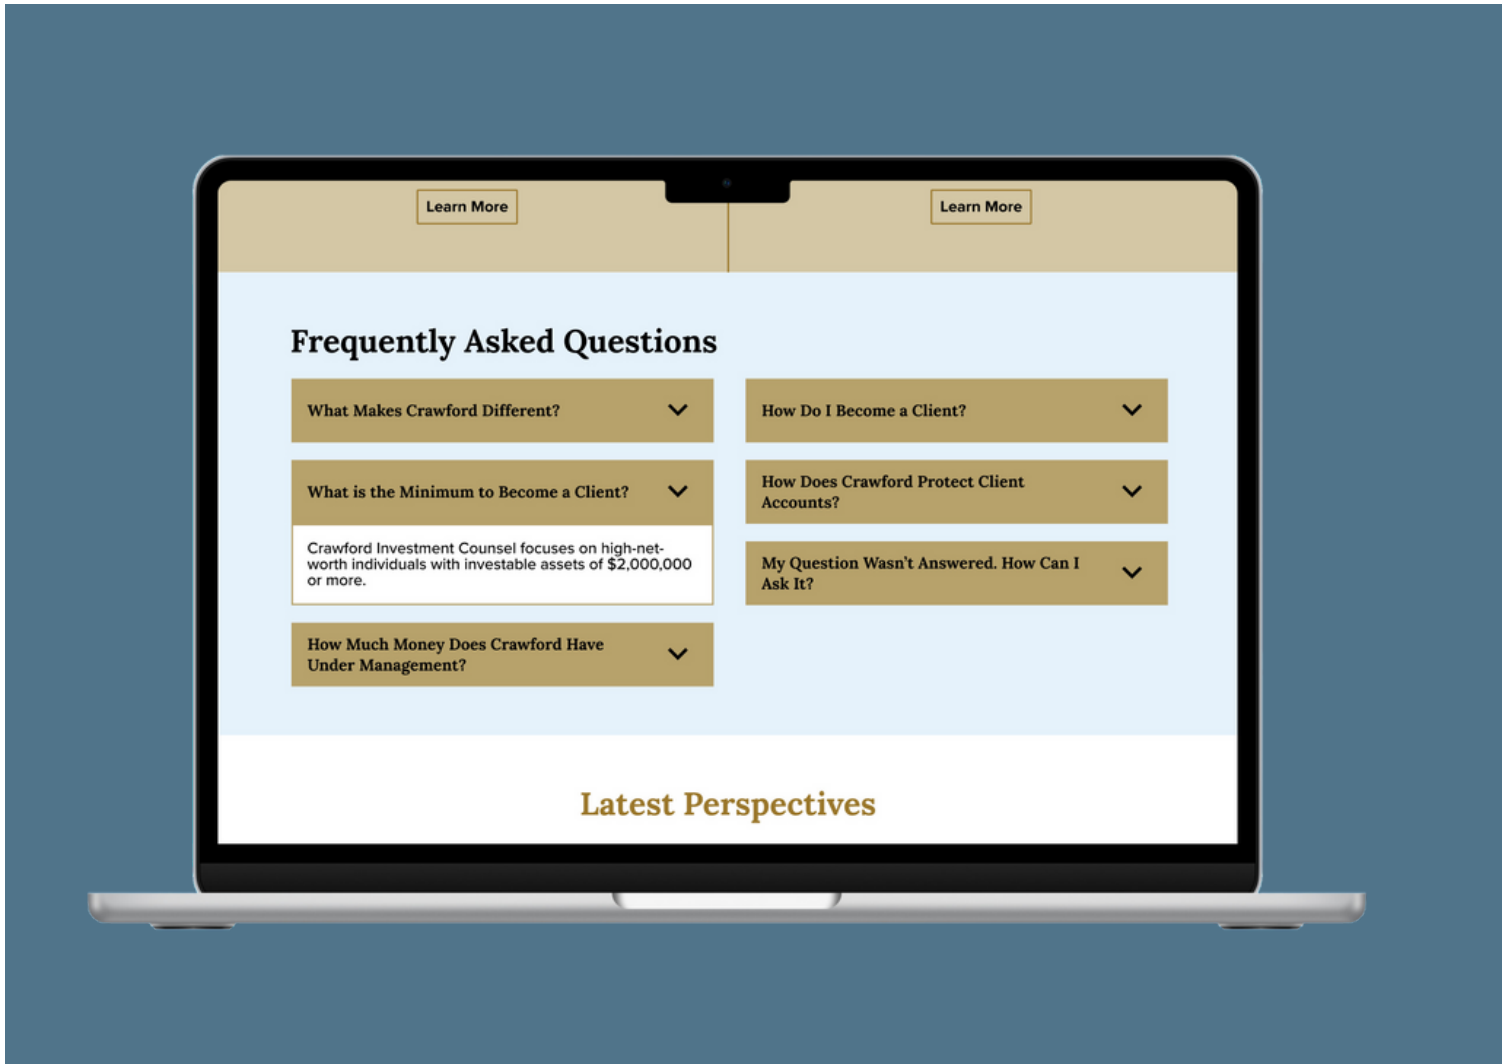 Learn More
Learn More
Frequently Asked Questions
What Makes Crawford Different?
What is the Minimum to Become a Client?
Crawford Investment Counsel focuses on high-net-
worth individuals with investable assets of $2,000,000
or more.
How Much Money Does Crawford Have
Under Management?
How Do I Become a Client?
How Does Crawford Protect Client
Accounts?
My Question Wasn't Answered. How Can I
Ask It?
Latest Perspectives